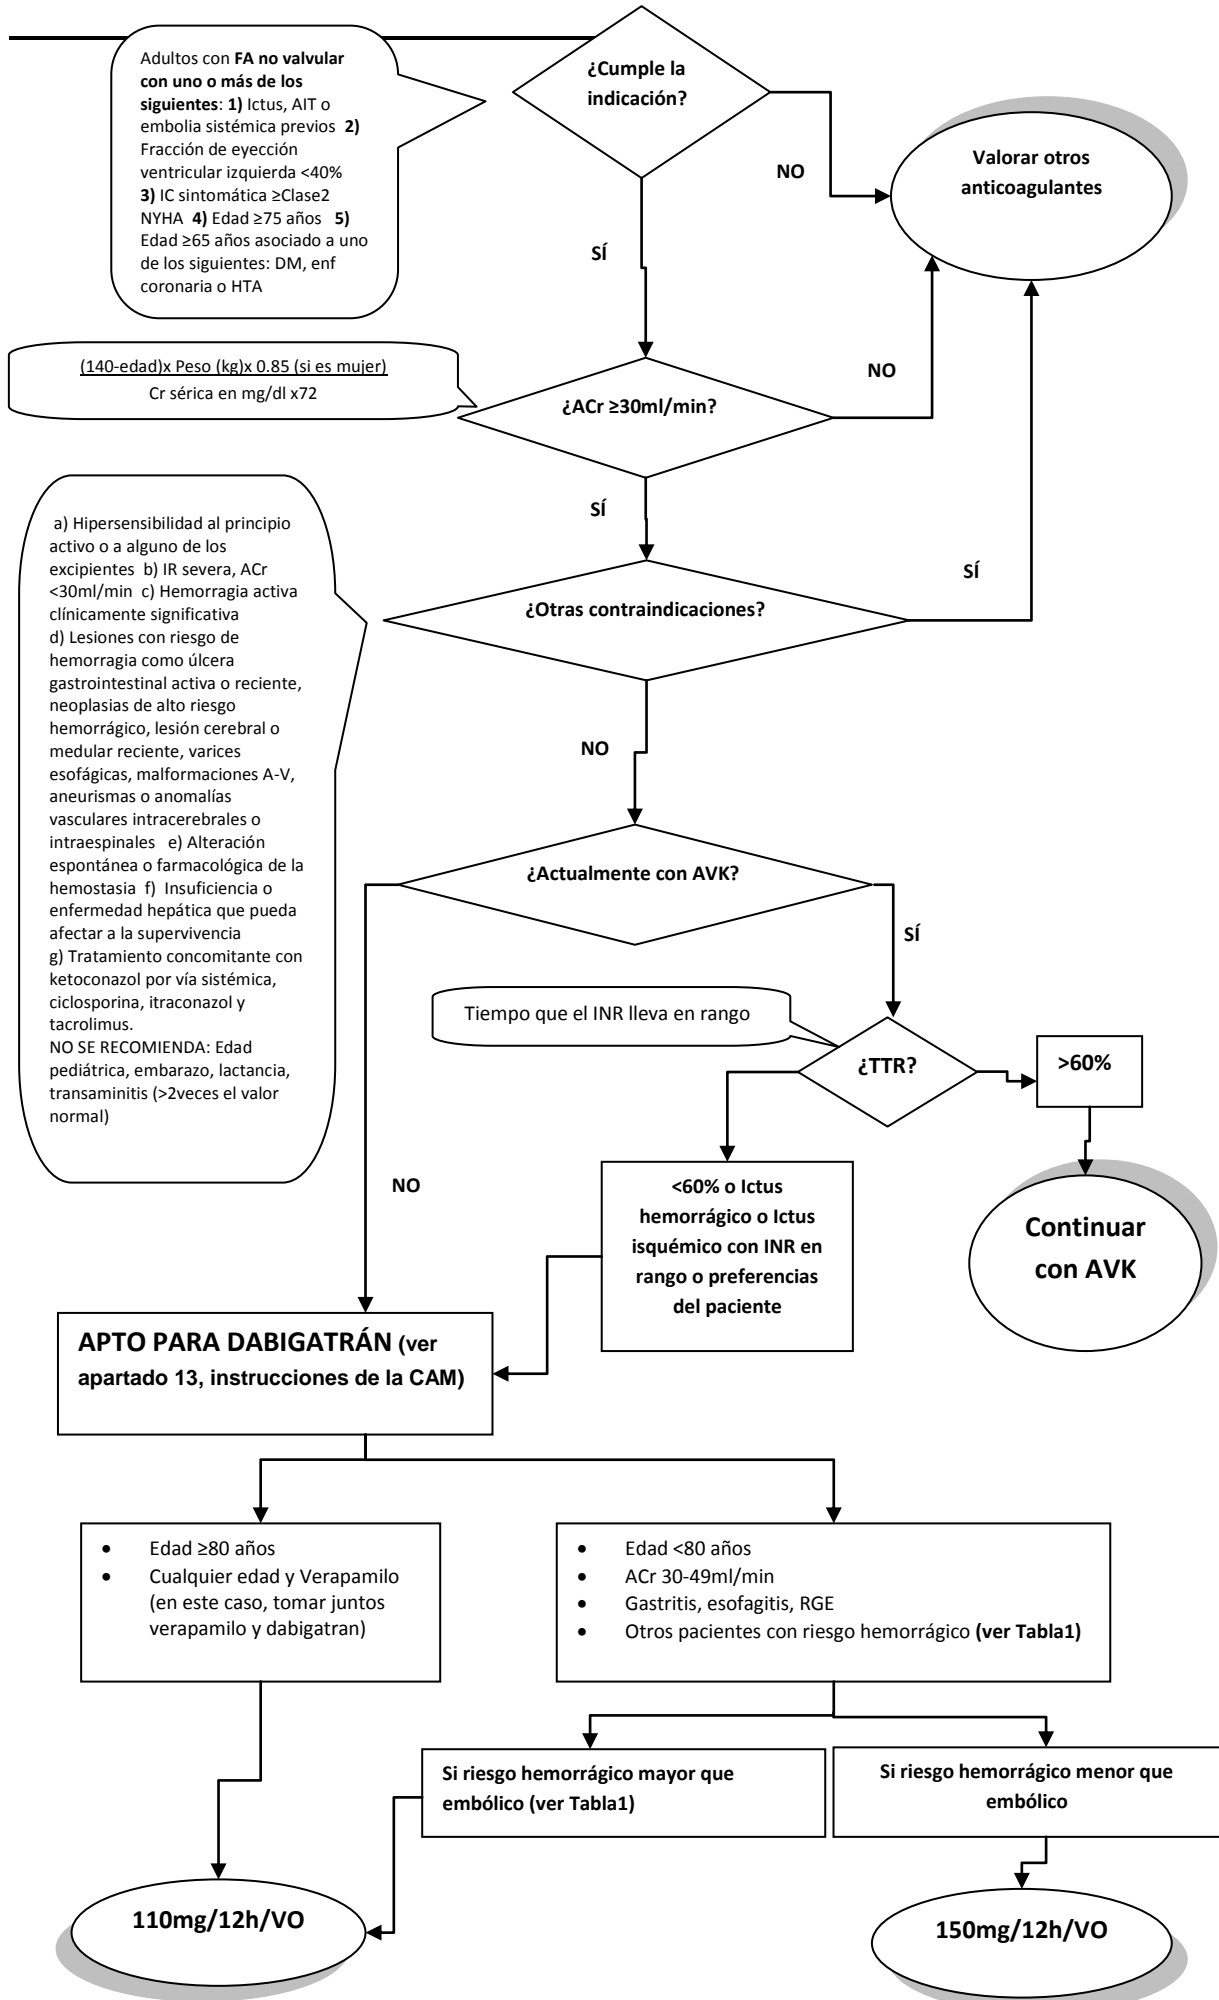 Adultos con FA no valvular
con uno o más de los
siguientes: 1) Ictus, AIT o
embolia sistémica previos 2)
Fracción de eyección
ventricular izquierda <40%
3) IC sintomática ≥Clase2
NYHA 4) Edad ≥75 años 5)
Edad ≥65 años asociado a uno
de los siguientes: DM, enf
coronaria o HTA
¿Cumple la
indicación?
NO
Valorar otros
anticoagulantes
SÍ
(140-edad)x Peso (kg)x 0.85 (si es mujer)
Cr sérica en mg/dl x72
¿ACr ≥30ml/min?
NO
SÍ
a) Hipersensibilidad al principio
activo o a alguno de los
excipientes b) IR severa, ACr
<30ml/min c) Hemorragia activa
clínicamente significativa
d) Lesiones con riesgo de
hemorragia como úlcera
gastrointestinal activa o reciente,
neoplasias de alto riesgo
hemorrágico, lesión cerebral o
medular reciente, varices
esofágicas, malformaciones A-V,
aneurismas o anomalías
vasculares intracerebrales o
intraespinales e) Alteración
espontánea o farmacológica de la
hemostasia f) Insuficiencia o
enfermedad hepática que pueda
afectar a la supervivencia
g) Tratamiento concomitante con
ketoconazol por vía sistémica,
ciclosporina, itraconazol y
tacrolimus.
NO SE RECOMIENDA: Edad
pediátrica, embarazo, lactancia,
transaminitis (>2veces el valor
normal)
¿Otras contraindicaciones?
SÍ
NO
¿Actualmente con AVK?
SÍ
NO
Tiempo que el INR lleva en rango
¿TTR?
>60%
<60% o Ictus
hemorrágico o Ictus
isquémico con INR en
rango o preferencias
del paciente
Continuar
con AVK
APTO PARA DABIGATRÁN (ver
apartado 13, instrucciones de la CAM)
• Edad ≥80 años
• Cualquier edad y Verapamilo
(en este caso, tomar juntos
verapamilo y dabigatran)
• Edad <80 años
• ACr 30-49ml/min
• Gastritis, esofagitis, RGE
• Otros pacientes con riesgo hemorrágico (ver Tabla1)
Si riesgo hemorrágico mayor que
embólico (ver Tabla1)
Si riesgo hemorrágico menor que
embólico
110mg/12h/VO
150mg/12h/VO